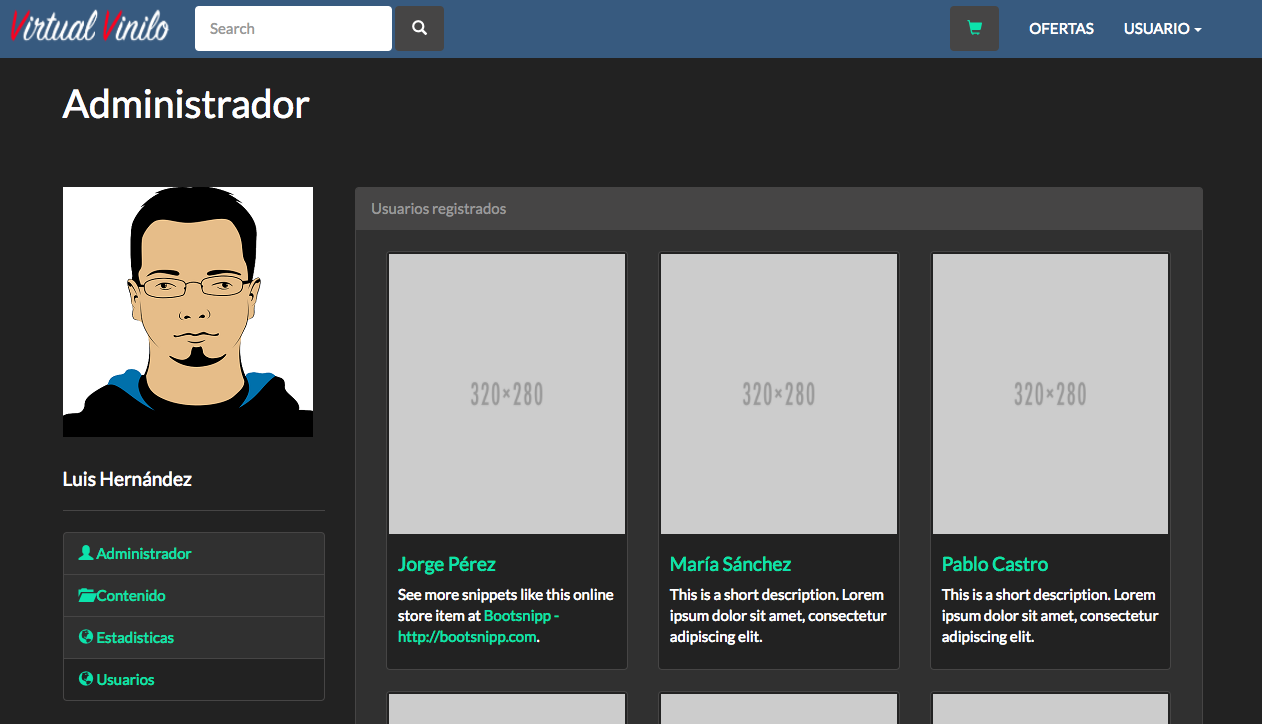 Virtual Vinilo
Search
OFERTAS
USUARIO
Administrador
Usuarios registrados
320×280
320×280
320×280
Luis Hernández
Administrador
Contenido
Estadisticas
Usuarios
Jorge Pérez
See more snippets like this online
store item at Bootsnipp -
http://bootsnipp.com.
María Sánchez
This is a short description. Lorem
ipsum dolor sit amet, consectetur
adipiscing elit.
Pablo Castro
This is a short description. Lorem
ipsum dolor sit amet, consectetur
adipiscing elit.